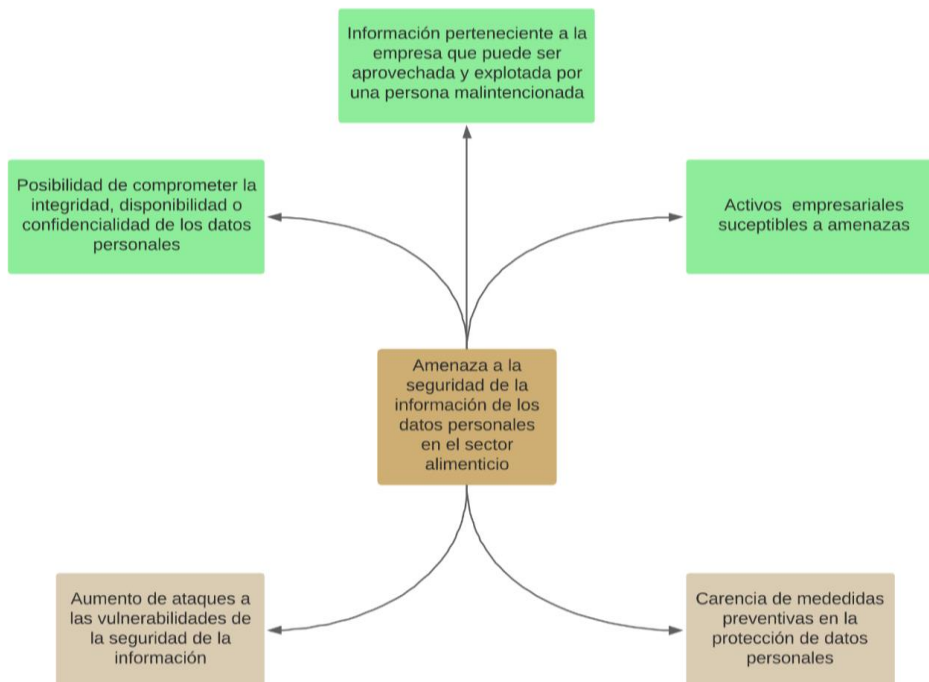 Información perteneciente a la
empresa que puede ser
aprovechada y explotada por
una persona malintencionada
Posibilidad de comprometer la
integridad, disponibilidad o
confidencialidad de los datos
personales
Activos empresariales
suceptibles a amenazas
Amenaza a la
seguridad de la
información de los
datos personales
en el sector
alimenticio
Aumento de ataques a
las vulnerabilidades de
la seguridad de la
información
Carencia de mededidas
preventivas en la
protección de datos
personales